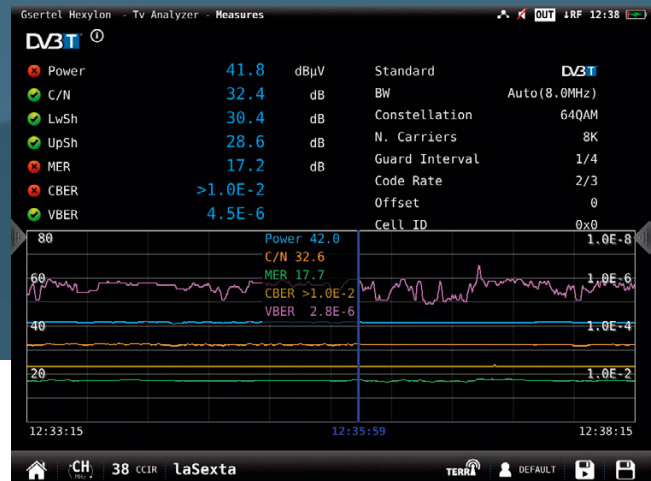 Gsertel Hexylon - Tv Analyzer - Measures OUT ↓RF 12:38
DVB T
Power 41.8 dBµV
C/N 32.4 dB
LwSh 30.4 dB
UpSh 28.6 dB
MER 17.2 dB
CBER >1.0E-2
VBER 4.5E-6
Standard DVB T
BW Auto(8.0MHz)
Constellation 64QAM
N. Carriers 8K
Guard Interval 1/4
Code Rate 2/3
Offset 0
Cell ID 0x0
80 Power 42.0 1.0E-8
C/N 32.6
60 MER 17.7 1.0E-6
CBER >1.0E-2
VBER 2.8E-6
40 1.0E-4
20 1.0E-2
12:33:15 12:35:59 12:38:15
CH MHz 38 CCIR laSexta TERR DEFAULT